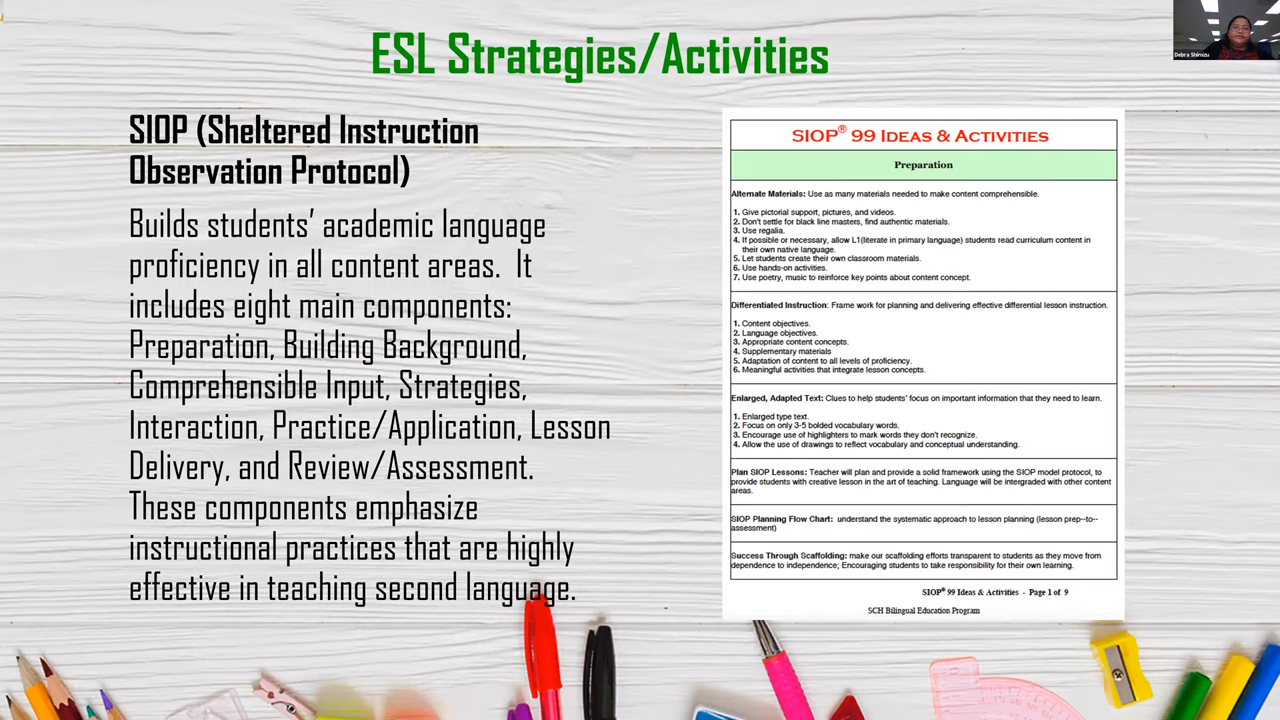 ESL Strategies/Activities
Debra Shimizu
SIOP (Sheltered Instruction
Observation Protocol)
Builds students’ academic language
proficiency in all content areas.  It
includes eight main components:
Preparation, Building Background,
Comprehensible Input, Strategies,
Interaction, Practice/Application, Lesson
Delivery, and Review/Assessment.
These components emphasize
instructional practices that are highly
effective in teaching second language.
SIOP® 99 IDEAS & ACTIVITIES
Preparation
Alternate Materials: Use as many materials needed to make content comprehensible.
1. Give pictorial support, pictures, and videos.
2. Don't settle for black line masters, find authentic materials.
3. Use regalia.
4. If possible or necessary, allow L1(literate in primary language) students read curriculum content in
their own native language.
5. Let students create their own classroom materials.
6. Use hands-on activities.
7. Use poetry, music to reinforce key points about content concept.
Differentiated Instruction: Frame work for planning and delivering effective differential lesson instruction.
1. Content objectives.
2. Language objectives.
3. Appropriate content concepts.
4. Supplementary materials
5. Adaptation of content to all levels of proficiency.
6. Meaningful activities that integrate lesson concepts.
Enlarged, Adapted Text: Clues to help students' focus on important information that they need to learn.
1. Enlarged type text.
2. Focus on only 3-5 bolded vocabulary words.
3. Encourage use of highlighters to mark words they don't recognize.
4. Allow the use of drawings to reflect vocabulary and conceptual understanding.
Plan SIOP Lessons: Teacher will plan and provide a solid framework using the SIOP model protocol, to
provide students with creative lesson in the art of teaching. Language will be intergraded with other content
areas.
SIOP Planning Flow Chart:  understand the systematic approach to lesson planning (lesson prep--to--
assessment)
Success Through Scaffolding: make our scaffolding efforts transparent to students as they move from
dependence to independence; Encouraging students to take responsibility for their own learning.
SIOP® 99 Ideas & Activities  -  Page 1 of  9
SCH Bilingual Education Program